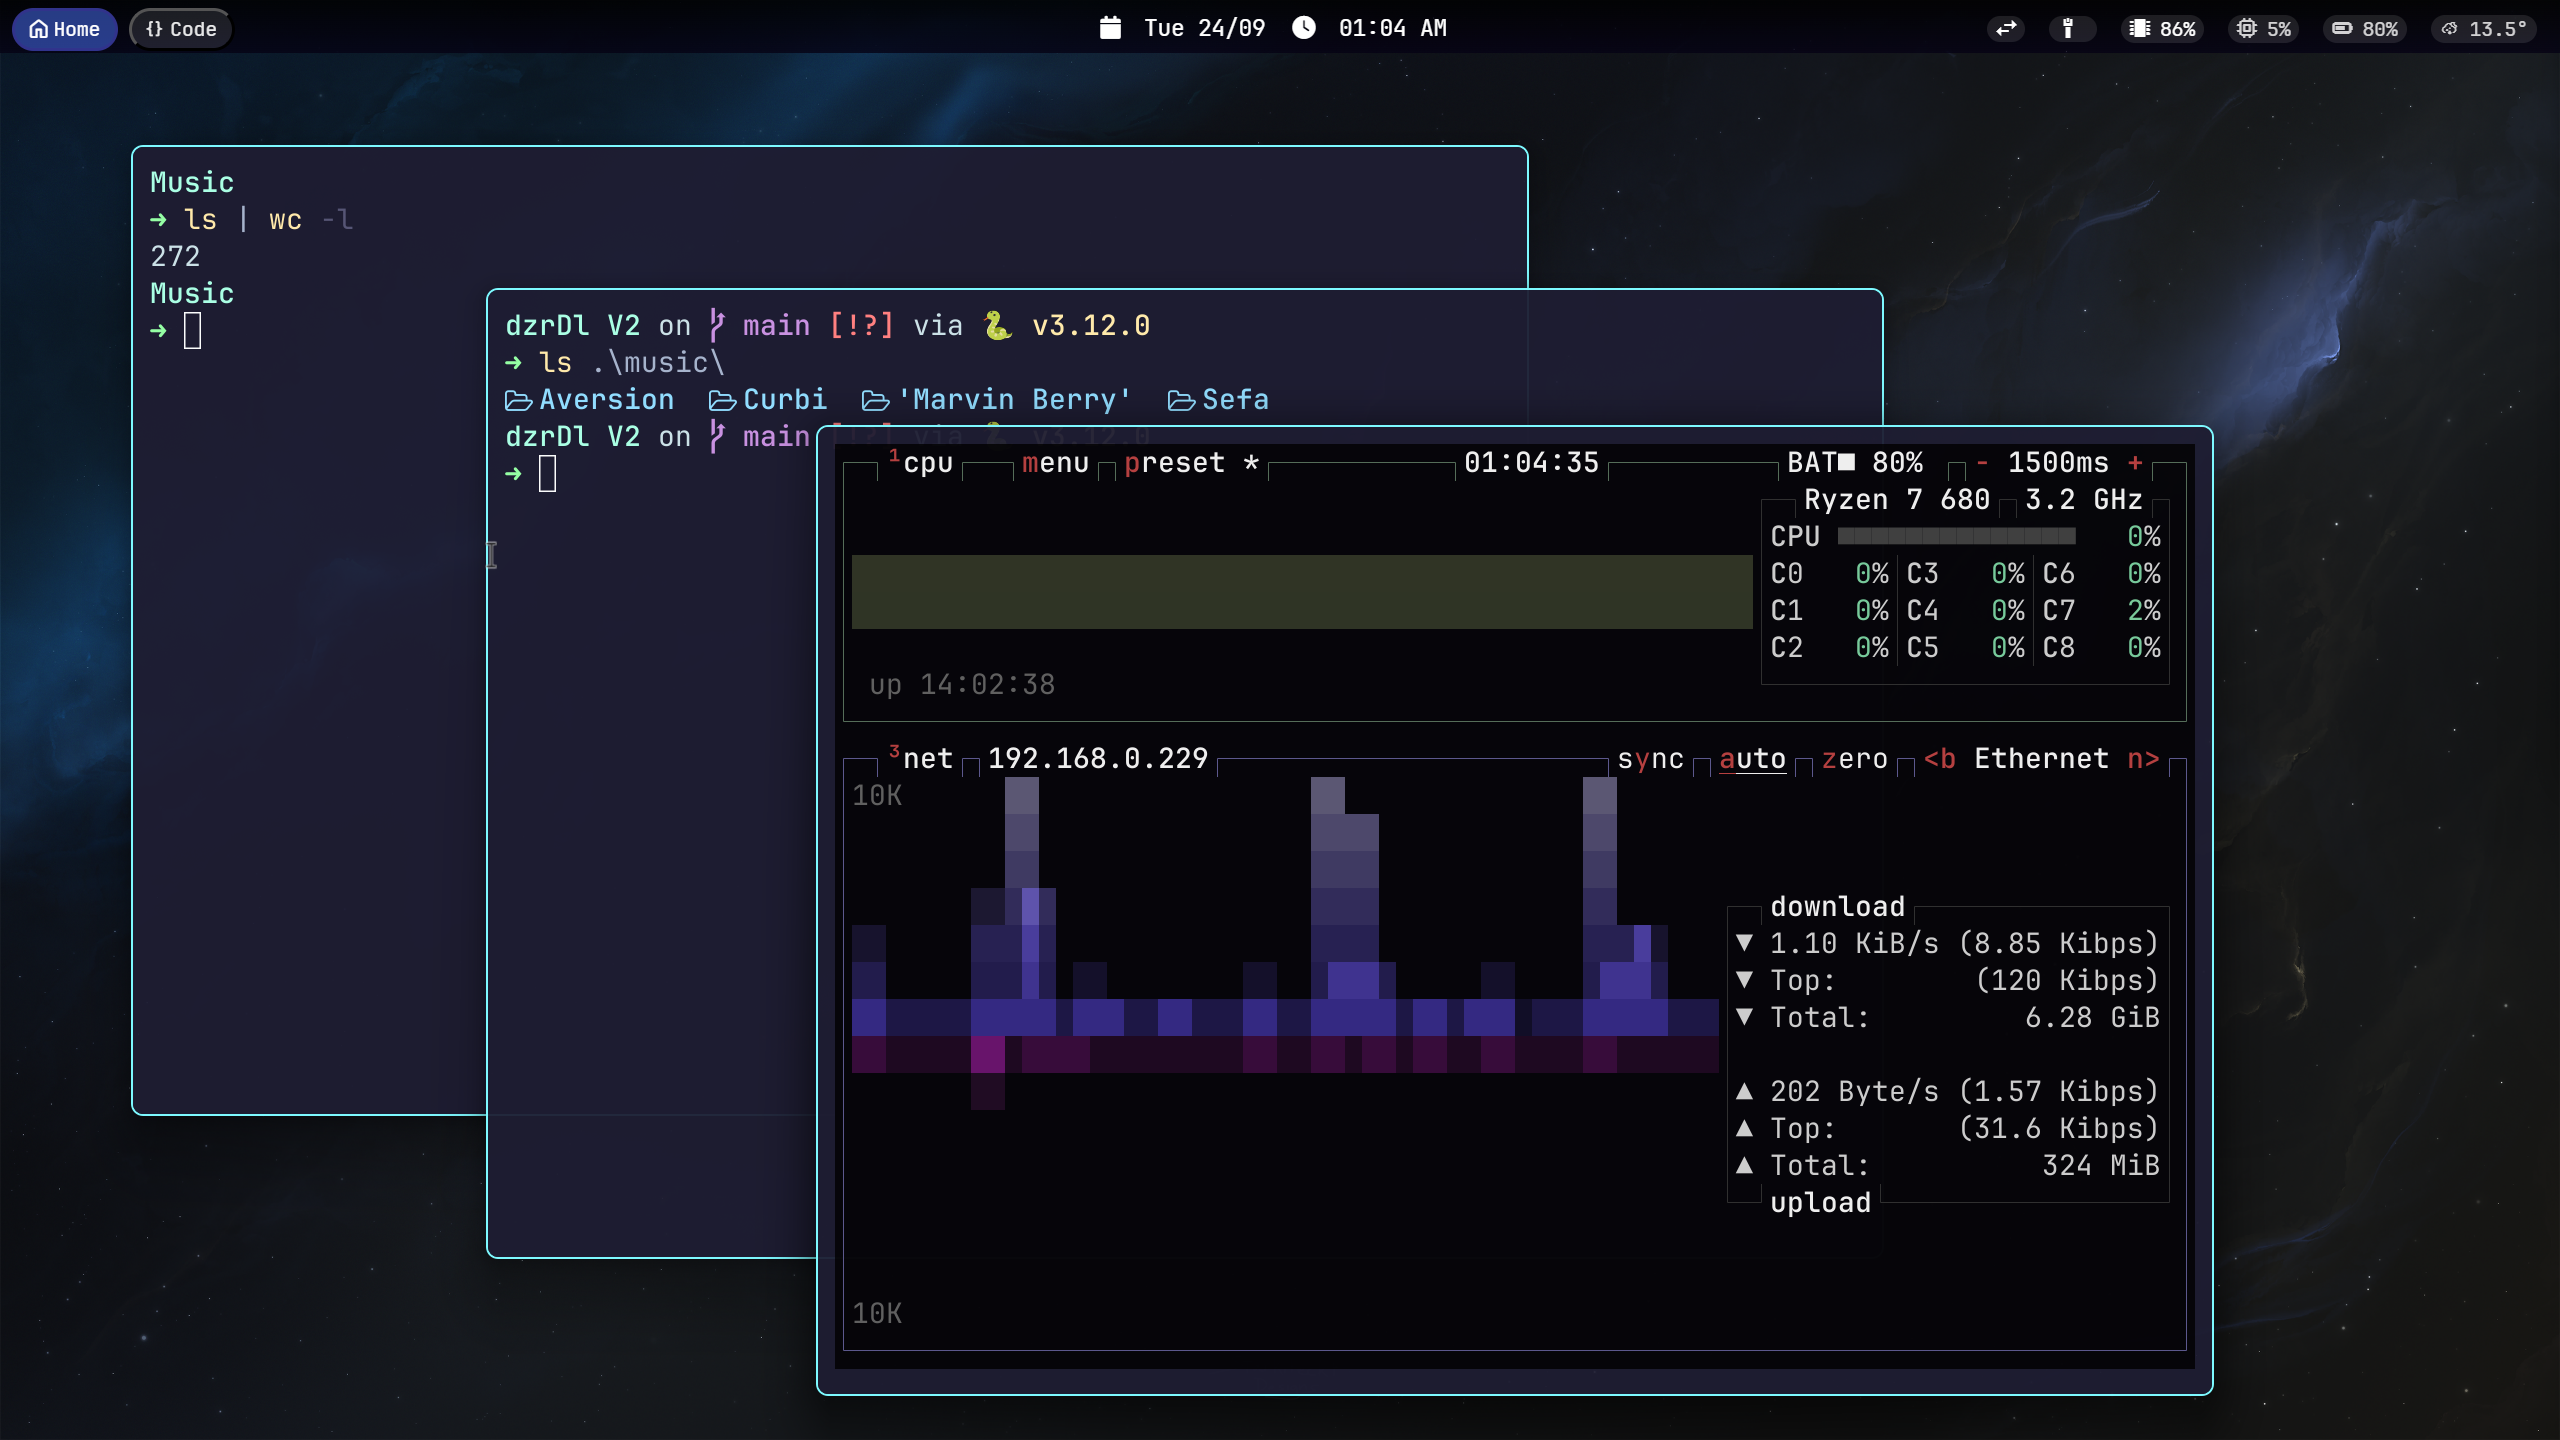 Home {} Code Tue 24/09 01:04 AM 86% 5% 80% 13.5°
Music
➜ ls | wc -l
272
Music
➜
dzrDl V2 on main [!?] via 🐍 v3.12.0
➜ ls .\music\
Aversion Curbi 'Marvin Berry' Sefa
dzrDl V2 on main [!?] via v3.12.0
➜
1cpu menu preset * 01:04:35 BAT■ 80% - 1500ms +
Ryzen 7 680 3.2 GHz
CPU 0%
C0 0% C3 0% C6 0%
C1 0% C4 0% C7 2%
C2 0% C5 0% C8 0%
up 14:02:38
3net 192.168.0.229 sync auto zero <b Ethernet n>
10K
download
▼ 1.10 KiB/s (8.85 Kibps)
▼ Top: (120 Kibps)
▼ Total: 6.28 GiB
▲ 202 Byte/s (1.57 Kibps)
▲ Top: (31.6 Kibps)
▲ Total: 324 MiB
upload
10K